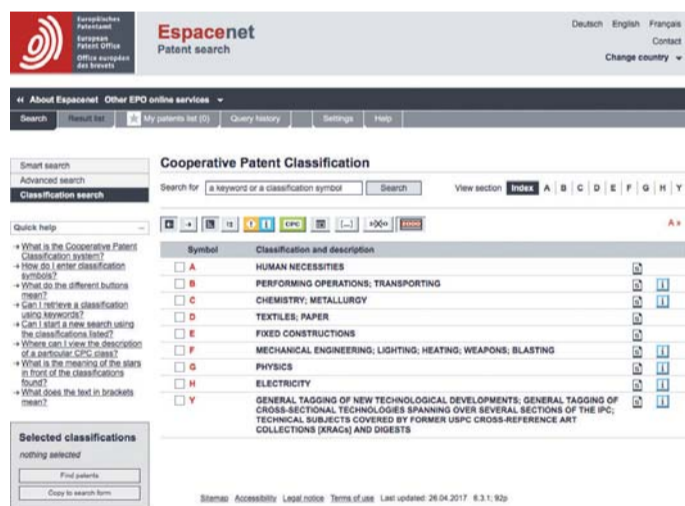 Europäisches
Patentamt
European
Patent Office
Office européen
des brevets
Espacenet
Patent search
Deutsch English Français
Contact
Change country
About Espacenet Other EPO online services
Search Result list My patents list (0) Query history Settings Help
Smart search
Advanced search
Classification search
Quick help
What is the Cooperative Patent
Classification system?
How do I enter classification
symbols?
What do the different buttons
mean?
Can I retrieve a classification
using keywords?
Can I start a new search using
the classifications listed?
Where can I view the description
of a particular CPC class?
What is the meaning of the stars
in front of the classifications
found?
What does the text in brackets
mean?
Selected classifications
nothing selected
Find patents
Copy to search form
Cooperative Patent Classification
Search for a keyword or a classification symbol Search View section Index A B C D E F G H Y
CPC [...] A »
Symbol Classification and description
A HUMAN NECESSITIES
B PERFORMING OPERATIONS; TRANSPORTING
C CHEMISTRY; METALLURGY
D TEXTILES; PAPER
E FIXED CONSTRUCTIONS
F MECHANICAL ENGINEERING; LIGHTING; HEATING; WEAPONS; BLASTING
G PHYSICS
H ELECTRICITY
Y GENERAL TAGGING OF NEW TECHNOLOGICAL DEVELOPMENTS; GENERAL TAGGING OF
CROSS-SECTIONAL TECHNOLOGIES SPANNING OVER SEVERAL SECTIONS OF THE IPC;
TECHNICAL SUBJECTS COVERED BY FORMER USPC CROSS-REFERENCE ART
COLLECTIONS [XRACs] AND DIGESTS
Sitemap Accessibility Legal notice Terms of use Last updated: 26.04.2017 6.3.1; 92p